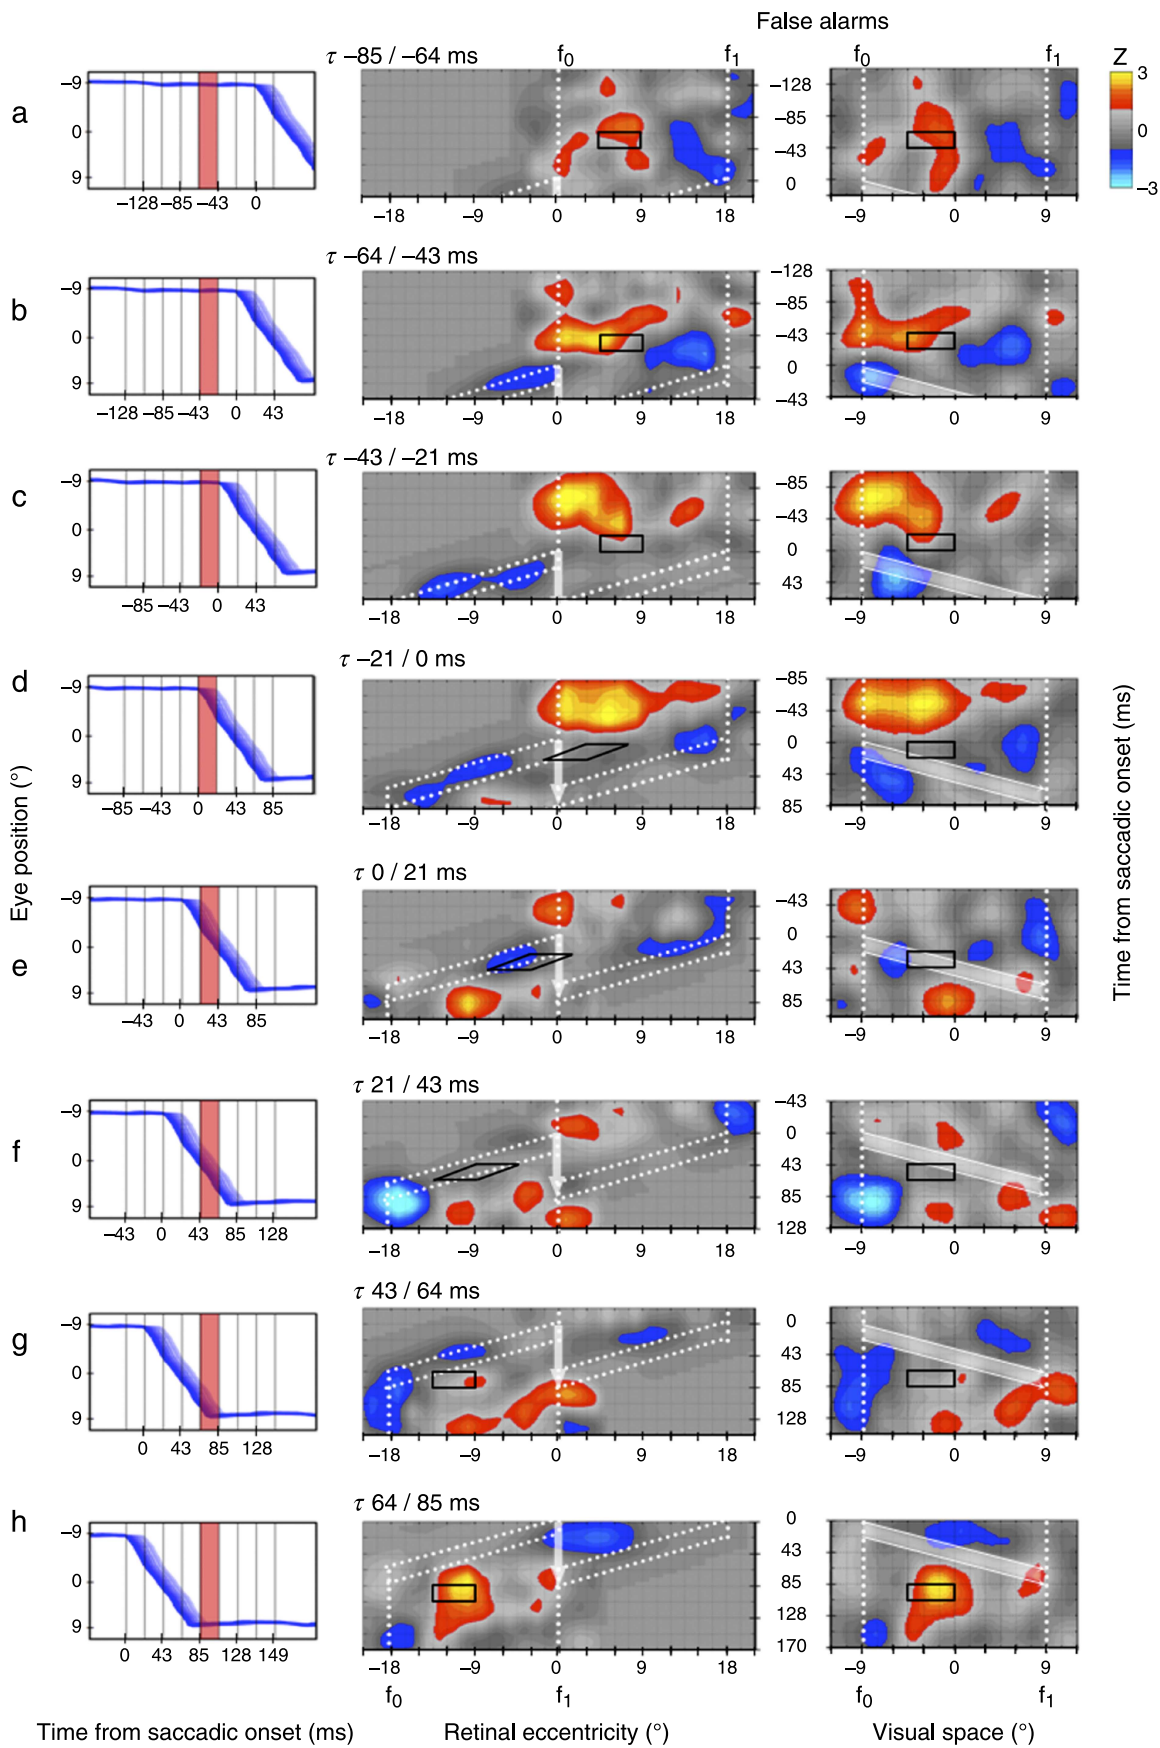 False alarms
τ –85 / –64 ms
f0 f1 f0 f1 Z
a
–9 0 9
–128 –85 –43 0
–18 –9 0 9 18
–128 –85 –43 0
–9 0 9
3 0 –3
τ –64 / –43 ms
b
–9 0 9
–128 –85 –43 0 43
–18 –9 0 9 18
–128 –85 –43 0 –43
–9 0 9
τ –43 / –21 ms
c
–9 0 9
–85 –43 0 43
–18 –9 0 9 18
–85 –43 0 43
–9 0 9
τ –21 / 0 ms
d
–9 0 9
–85 –43 0 43 85
–18 –9 0 9 18
–85 –43 0 43 85
–9 0 9
τ 0 / 21 ms
e
–9 0 9
–43 0 43 85
–18 –9 0 9 18
–43 0 43 85
–9 0 9
τ 21 / 43 ms
f
–9 0 9
–43 0 43 85 128
–18 –9 0 9 18
–43 0 43 85 128
–9 0 9
τ 43 / 64 ms
g
–9 0 9
0 43 85 128
–18 –9 0 9 18
0 43 85 128
–9 0 9
τ 64 / 85 ms
h
–9 0 9
0 43 85 128 149
–18 –9 0 9 18
0 43 85 128 170
–9 0 9
f0 f1 f0 f1
Eye position (°)
Time from saccadic onset (ms)
Time from saccadic onset (ms)
Retinal eccentricity (°)
Visual space (°)